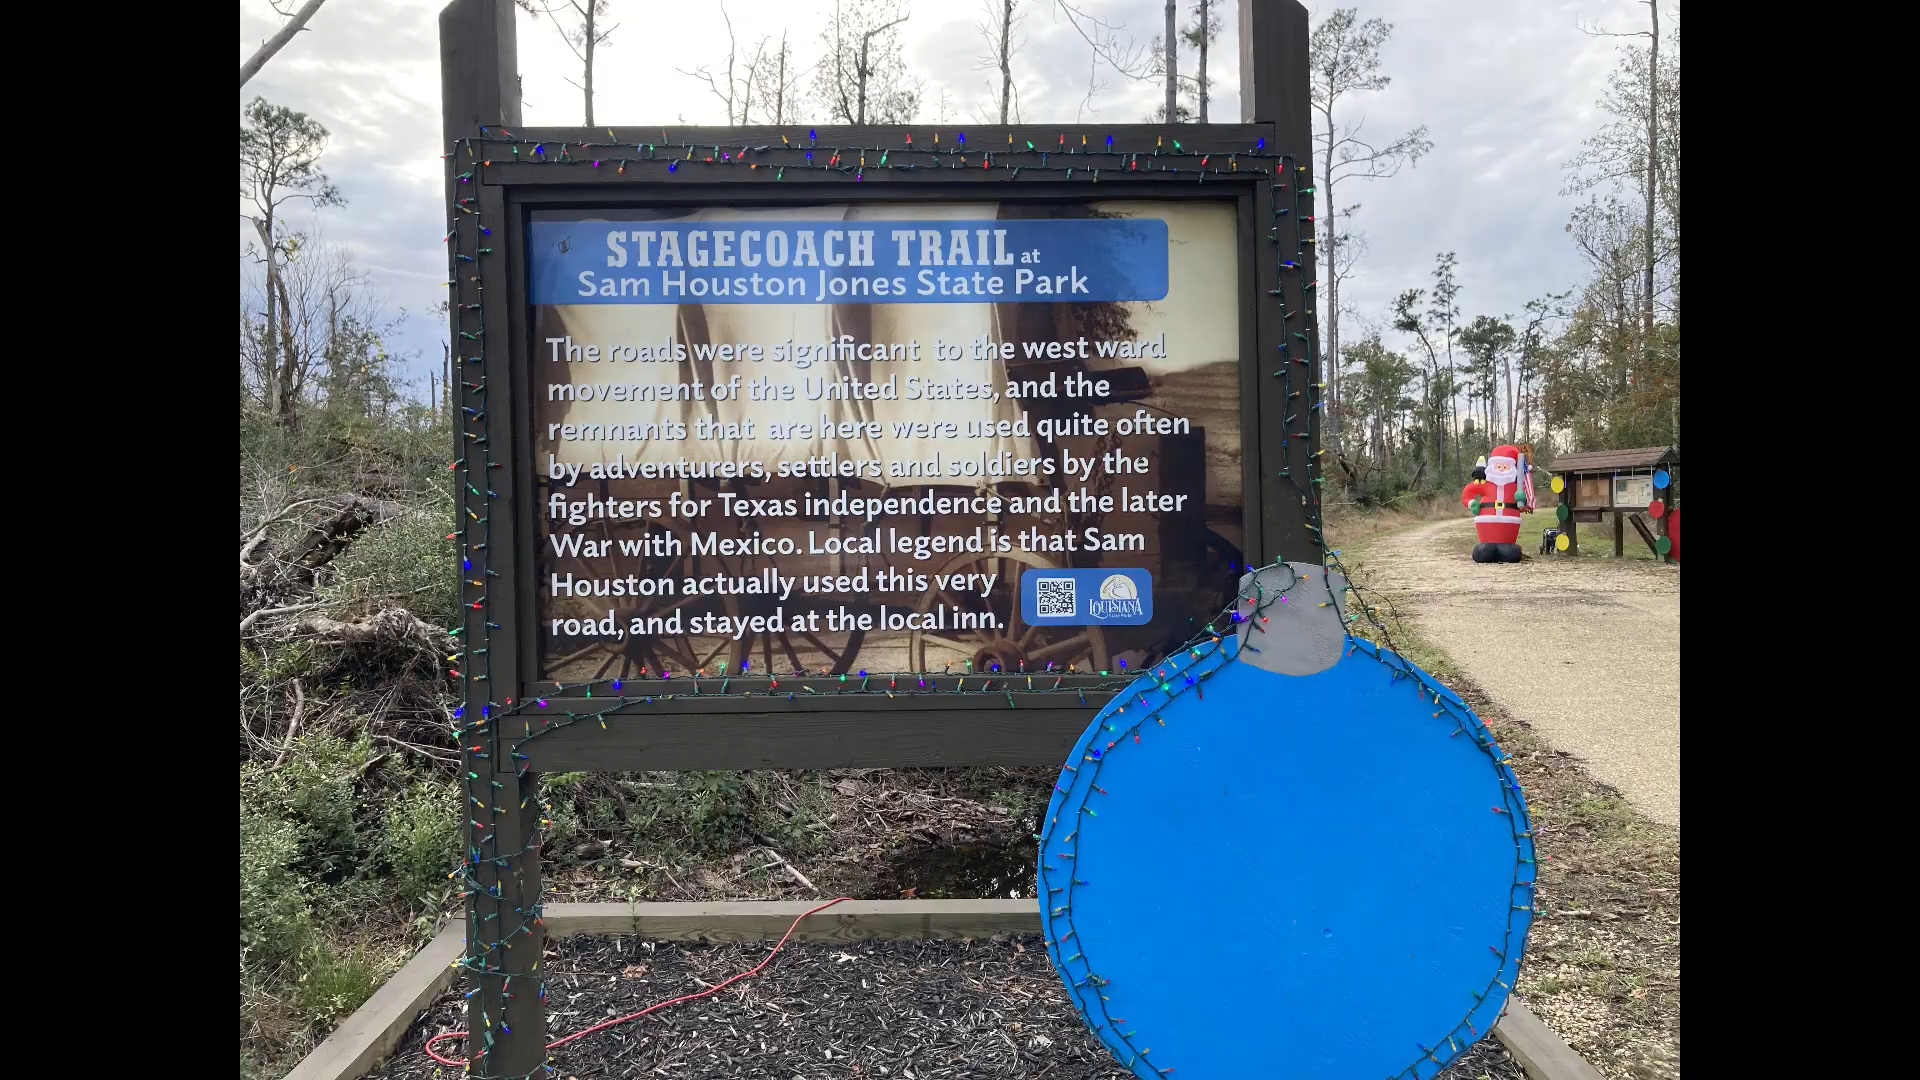 STAGECOACH TRAIL at
Sam Houston Jones State Park
The roads were significant to the west ward
movement of the United States, and the
remnants that are here were used quite often
by adventurers, settlers and soldiers by the
fighters for Texas independence and the later
War with Mexico. Local legend is that Sam
Houston actually used this very
road, and stayed at the local inn.
LOUISIANA
State Parks